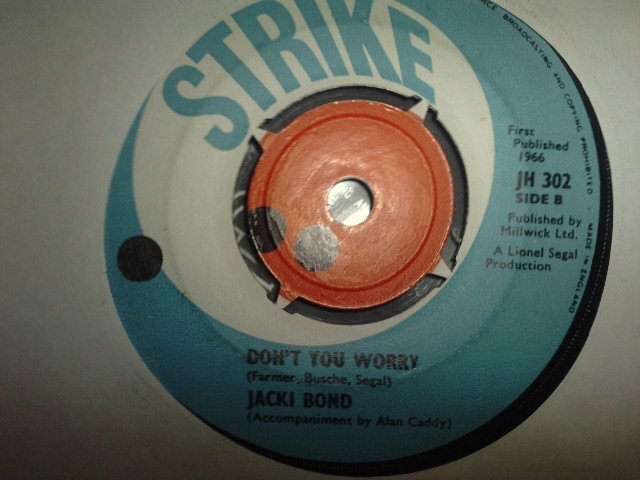 STRIKE
NCE BROADCASTING AND COPYING PROHIBITED MADE IN ENGLAND
First
Published
1966
JH 302
SIDE B
Published by
Millwick Ltd.
A Lionel Segal
Production
DON'T YOU WORRY
(Farmer, Busche, Segal)
JACKI BOND
(Accompaniment by Alan Caddy)